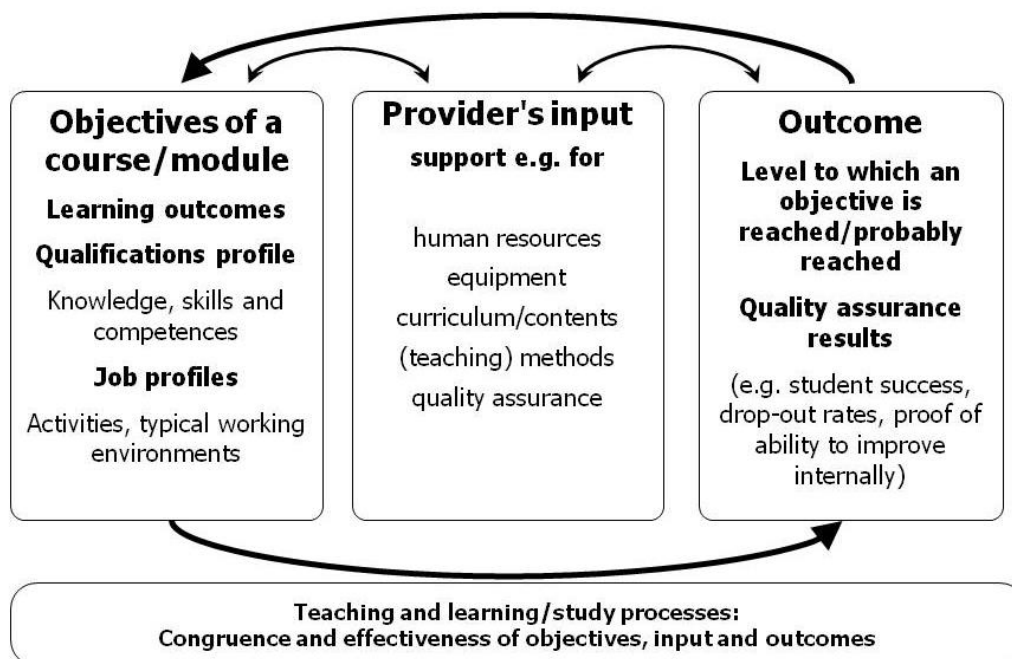 Objectives of a
course/module
Learning outcomes
Qualifications profile
Knowledge, skills and
competences
Job profiles
Activities, typical working
environments
Provider's input
support e.g. for
human resources
equipment
curriculum/contents
(teaching) methods
quality assurance
Outcome
Level to which an
objective is
reached/probably
reached
Quality assurance
results
(e.g. student success,
drop-out rates, proof of
ability to improve
internally)
Teaching and learning/study processes:
Congruence and effectiveness of objectives, input and outcomes